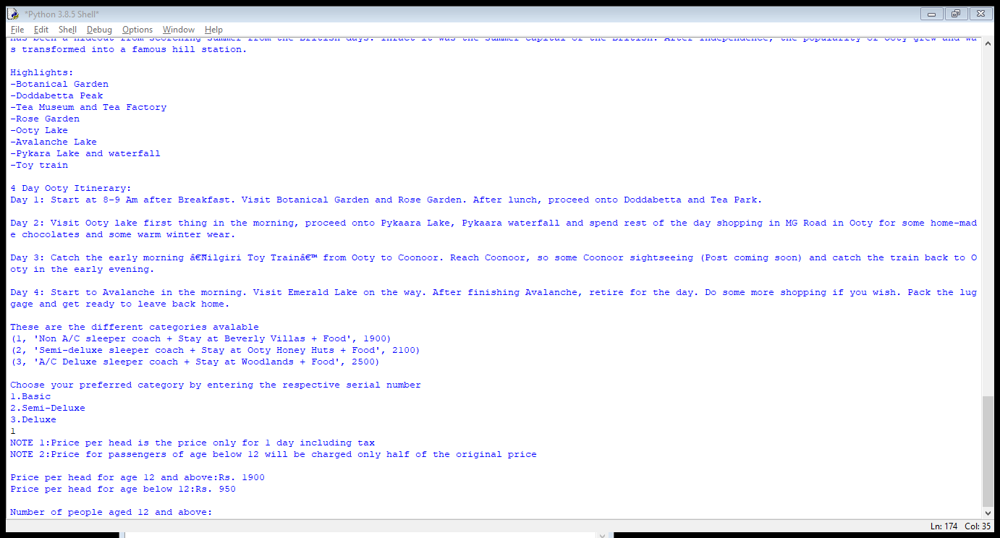 *Python 3.8.5 Shell*
File Edit Shell Debug Options Window Help
has been a hideout from scorching summer from the British days. Infact it was the Summer Capital of the British. After independence, the popularity of Ooty grew and wa
s transformed into a famous hill station.
Highlights:
-Botanical Garden
-Doddabetta Peak
-Tea Museum and Tea Factory
-Rose Garden
-Ooty Lake
-Avalanche Lake
-Pykara Lake and waterfall
-Toy train
4 Day Ooty Itinerary:
Day 1: Start at 8-9 Am after Breakfast. Visit Botanical Garden and Rose Garden. After lunch, proceed onto Doddabetta and Tea Park.
Day 2: Visit Ooty lake first thing in the morning, proceed onto Pykaara Lake, Pykaara waterfall and spend rest of the day shopping in MG Road in Ooty for some home-mad
e chocolates and some warm winter wear.
Day 3: Catch the early morning â€Nilgiri Toy Trainâ€™ from Ooty to Coonoor. Reach Coonoor, so some Coonoor sightseeing (Post coming soon) and catch the train back to O
oty in the early evening.
Day 4: Start to Avalanche in the morning. Visit Emerald Lake on the way. After finishing Avalanche, retire for the day. Do some more shopping if you wish. Pack the lug
gage and get ready to leave back home.
These are the different categories avalable
(1, 'Non A/C sleeper coach + Stay at Beverly Villas + Food', 1900)
(2, 'Semi-deluxe sleeper coach + Stay at Ooty Honey Huts + Food', 2100)
(3, 'A/C Deluxe sleeper coach + Stay at Woodlands + Food', 2500)
Choose your preferred category by entering the respective serial number
1.Basic
2.Semi-Deluxe
3.Deluxe
1
NOTE 1:Price per head is the price only for 1 day including tax
NOTE 2:Price for passengers of age below 12 will be charged only half of the original price
Price per head for age 12 and above:Rs. 1900
Price per head for age below 12:Rs. 950
Number of people aged 12 and above:
Ln: 174 Col: 35